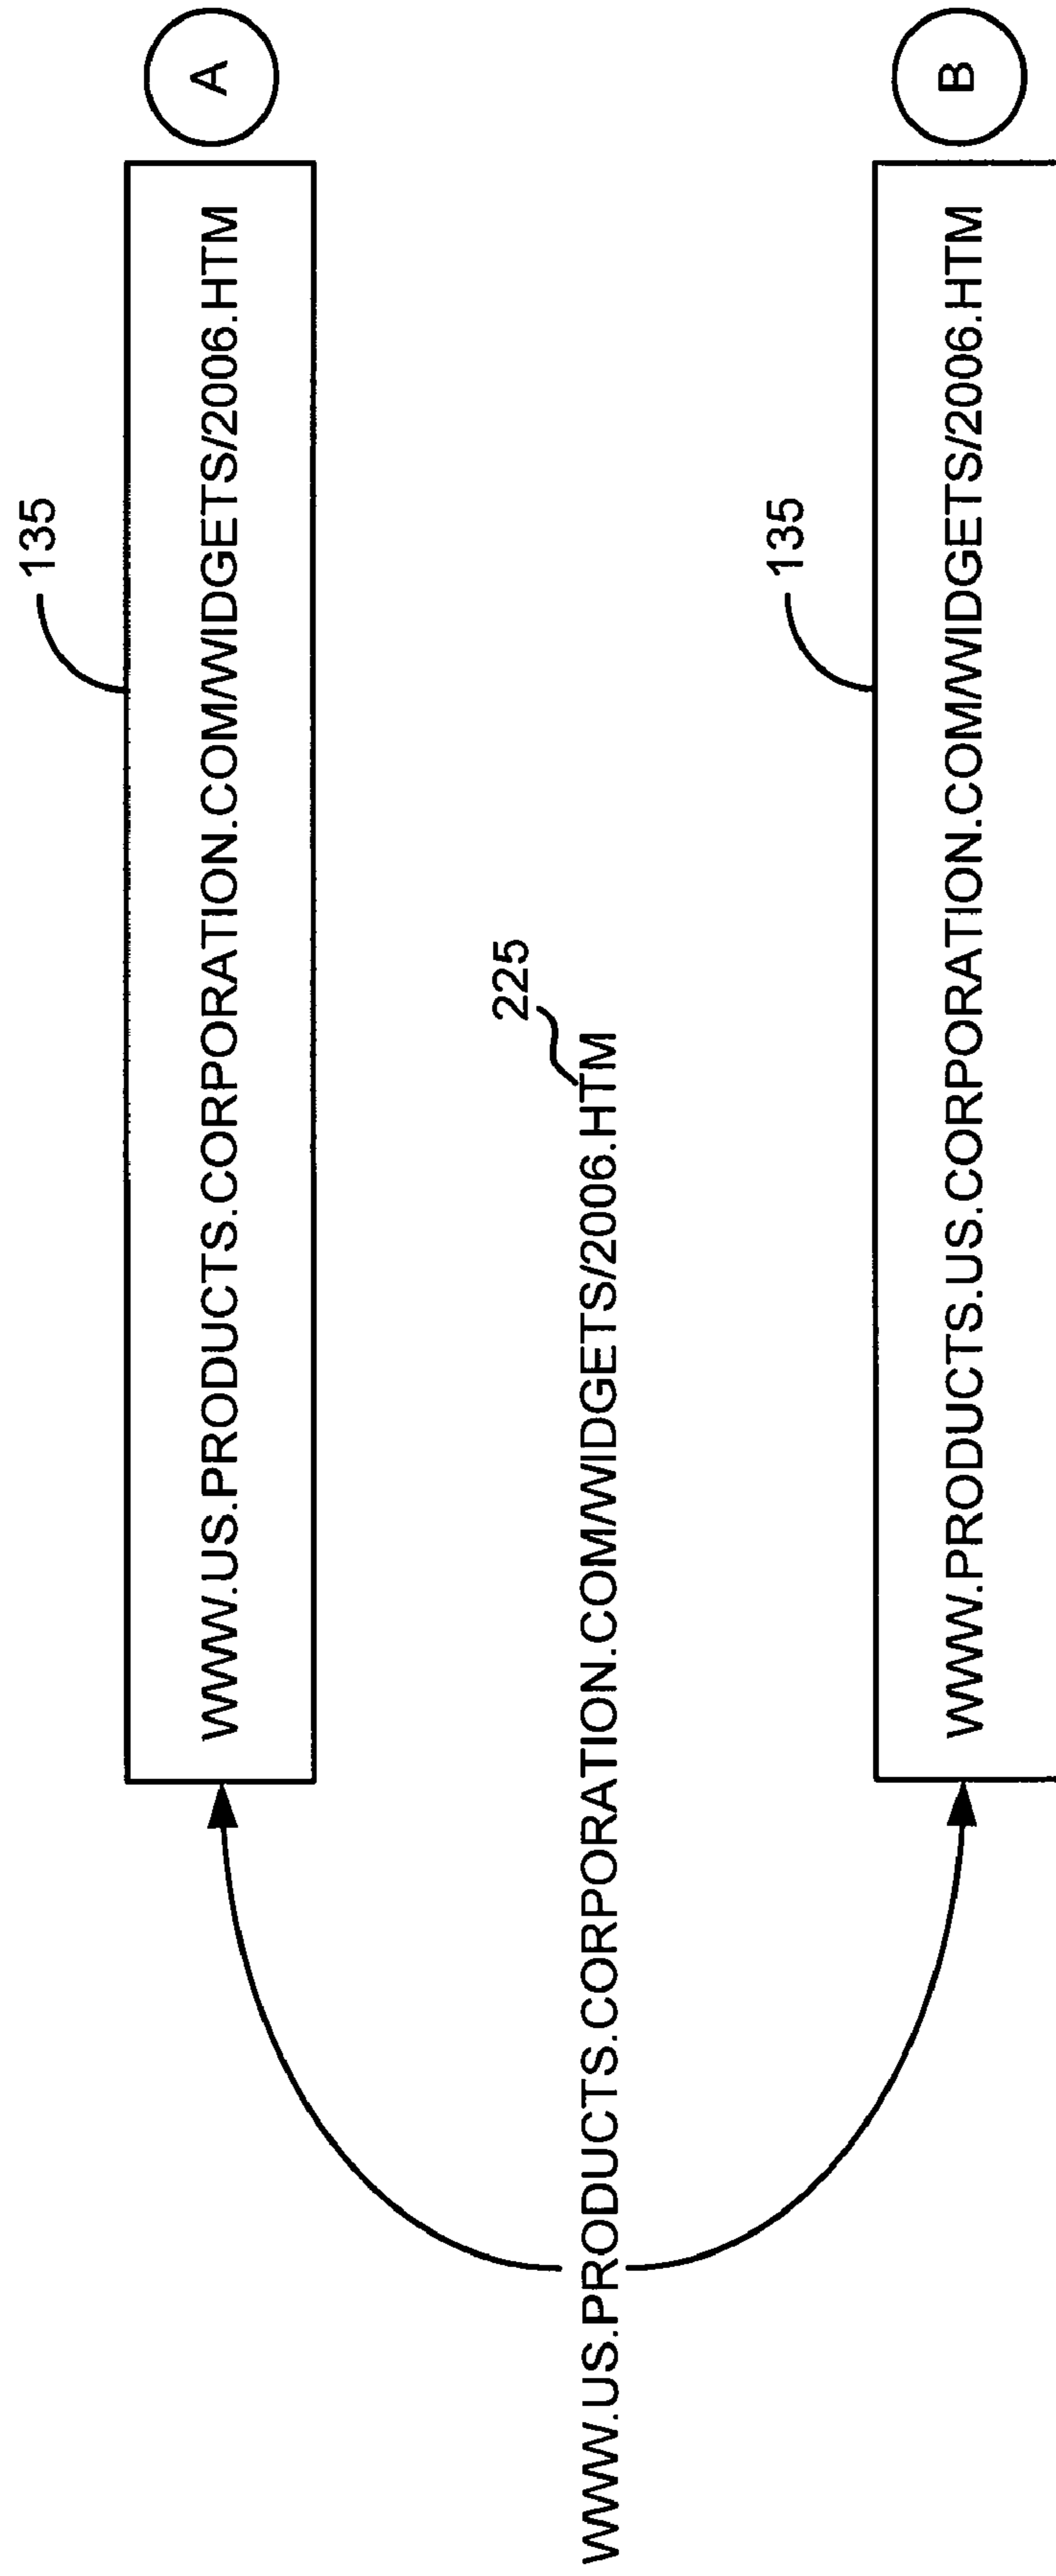 135
WWW.US.PRODUCTS.CORPORATION.COM/WIDGETS/2006.HTM
A
225
WWW.US.PRODUCTS.CORPORATION.COM/WIDGETS/2006.HTM
135
WWW.PRODUCTS.US.CORPORATION.COM/WIDGETS/2006.HTM
B